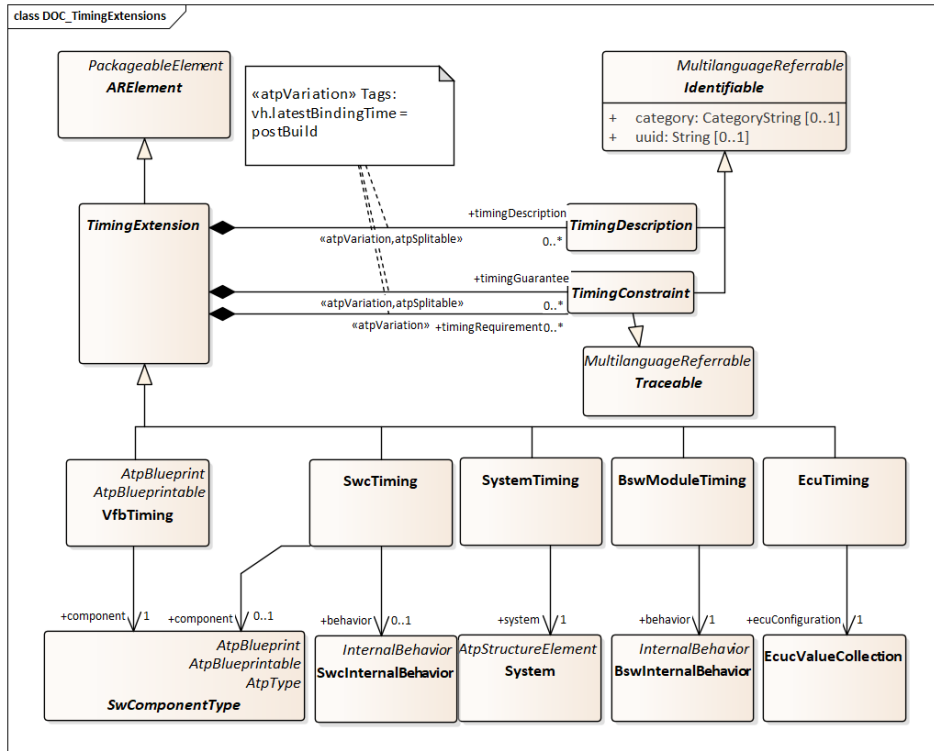 class DOC_TimingExtensions
PackageableElement
ARElement
«atpVariation» Tags:
vh.latestBindingTime =
postBuild
MultilanguageReferrable
Identifiable
+ category: CategoryString [0..1]
+ uuid: String [0..1]
TimingExtension
+timingDescription
«atpVariation,atpSplitable»
0..*
TimingDescription
+timingGuarantee
«atpVariation,atpSplitable»
0..*
TimingConstraint
«atpVariation»
+timingRequirement
0..*
MultilanguageReferrable
Traceable
AtpBlueprint
AtpBlueprintable
VfbTiming
SwcTiming
SystemTiming
BswModuleTiming
EcuTiming
+component
1
+component
0..1
+behavior
0..1
+system
1
+behavior
1
+ecuConfiguration
1
AtpBlueprint
AtpBlueprintable
AtpType
SwComponentType
InternalBehavior
SwcInternalBehavior
AtpStructureElement
System
InternalBehavior
BswInternalBehavior
EcucValueCollection